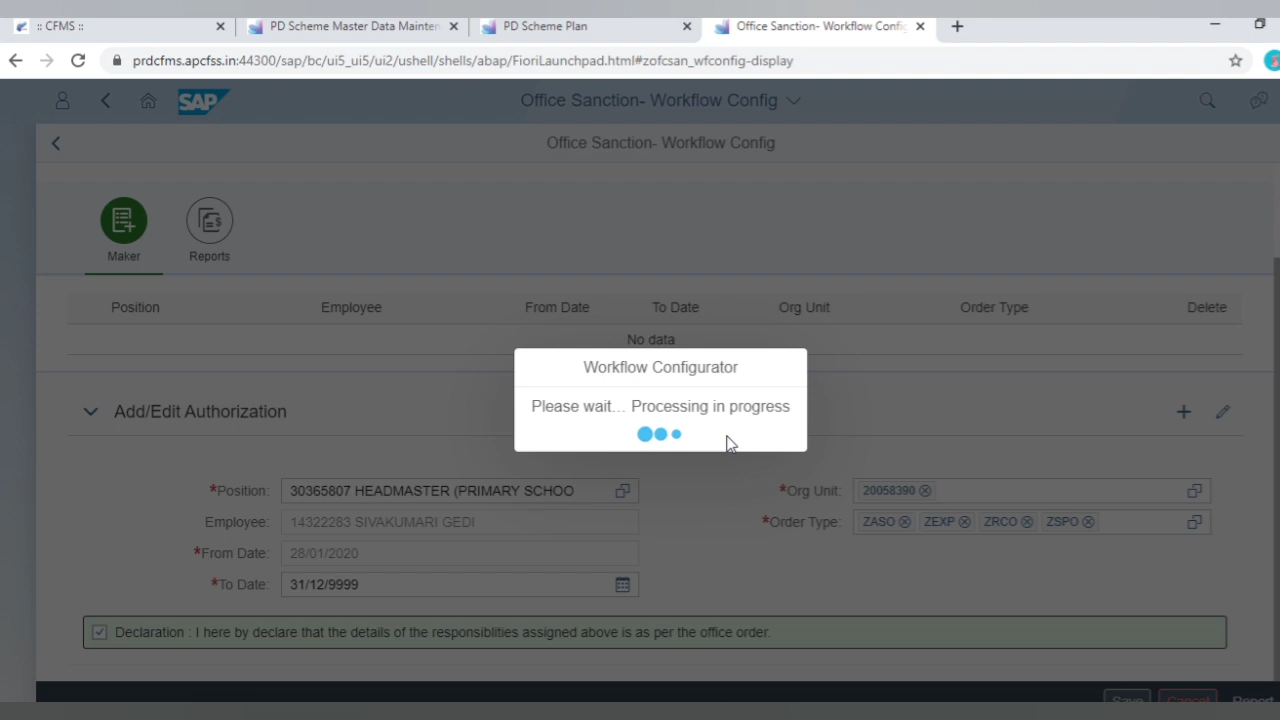 :: CFMS ::
PD Scheme Master Data Mainten
PD Scheme Plan
Office Sanction- Workflow Config
prdcfms.apcfss.in:44300/sap/bc/ui5_ui5/ui2/ushell/shells/abap/FioriLaunchpad.html#zofcsan_wfconfig-display
SAP Office Sanction- Workflow Config
Office Sanction- Workflow Config
Maker Reports
Position Employee From Date To Date Org Unit Order Type Delete
No data
Workflow Configurator
Please wait... Processing in progress
Add/Edit Authorization
*Position: 30365807 HEADMASTER (PRIMARY SCHOO *Org Unit: 20058390
Employee: 14322283 SIVAKUMARI GEDI *Order Type: ZASO ZEXP ZRCO ZSPO
*From Date: 28/01/2020
*To Date: 31/12/9999
Declaration : I here by declare that the details of the responsiblities assigned above is as per the office order.
Save Cancel Report